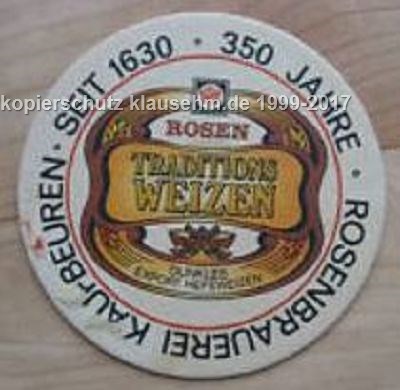 SEIT 1630 · 350 JAHRE · ROSENBRAUEREI KAUFBEUREN ·
kopierschutz klausehm.de 1999-2017
ROSEN
TRADITIONS
WEIZEN
DUNKLES
EXPORT-HEFEWEIZEN